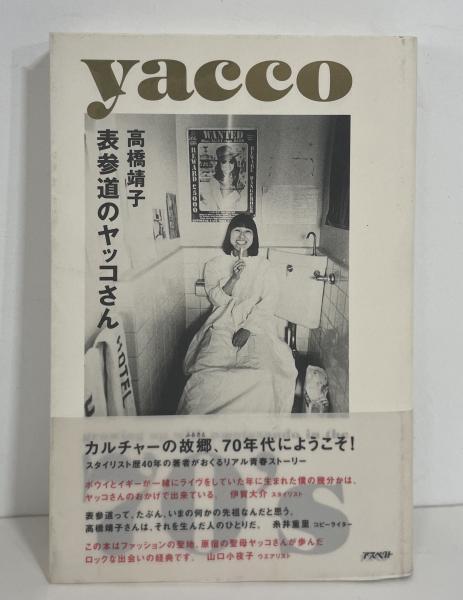 yacco
高橋靖子
表参道のヤッコさん
WANTED
REWARD £5000
HOTEL
カルチャーの故郷、70年代にようこそ!
ふるさと
スタイリスト歴40年の著者がおくるリアル青春ストーリー
ボウイとイギーが一緒にライヴをしていた年に生まれた僕の幾分かは、
ヤッコさんのおかげで出来ている。 伊賀大介 スタイリスト
表参道って、たぶん、いまの何かの先祖なんだと思う。
高橋靖子さんは、それを生んだ人のひとりだ。 糸井重里 コピーライター
この本はファッションの聖地、原宿の聖母ヤッコさんが歩んだ
ロックな出会いの経典です。 山口小夜子 ウエアリスト
アスペクト